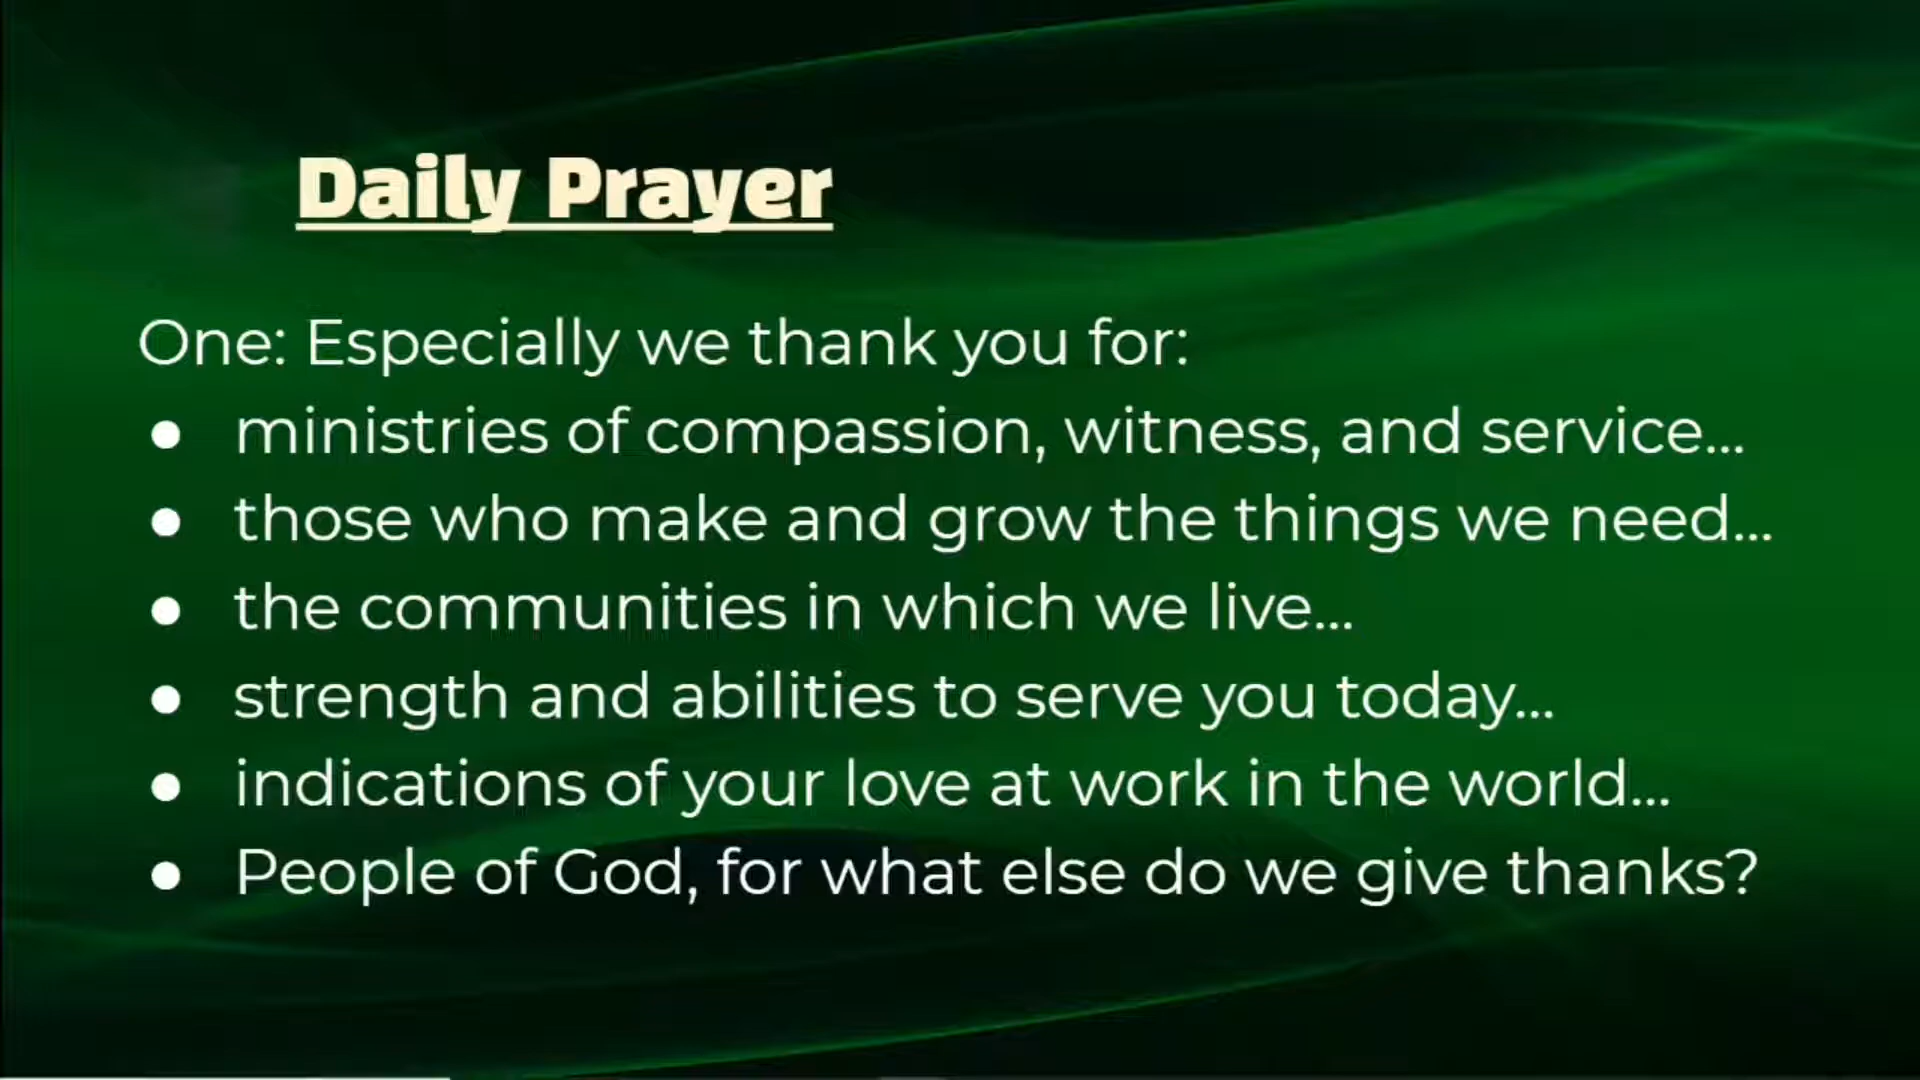 Daily Prayer
One: Especially we thank you for:
● ministries of compassion, witness, and service...
● those who make and grow the things we need...
● the communities in which we live...
● strength and abilities to serve you today...
● indications of your love at work in the world...
● People of God, for what else do we give thanks?